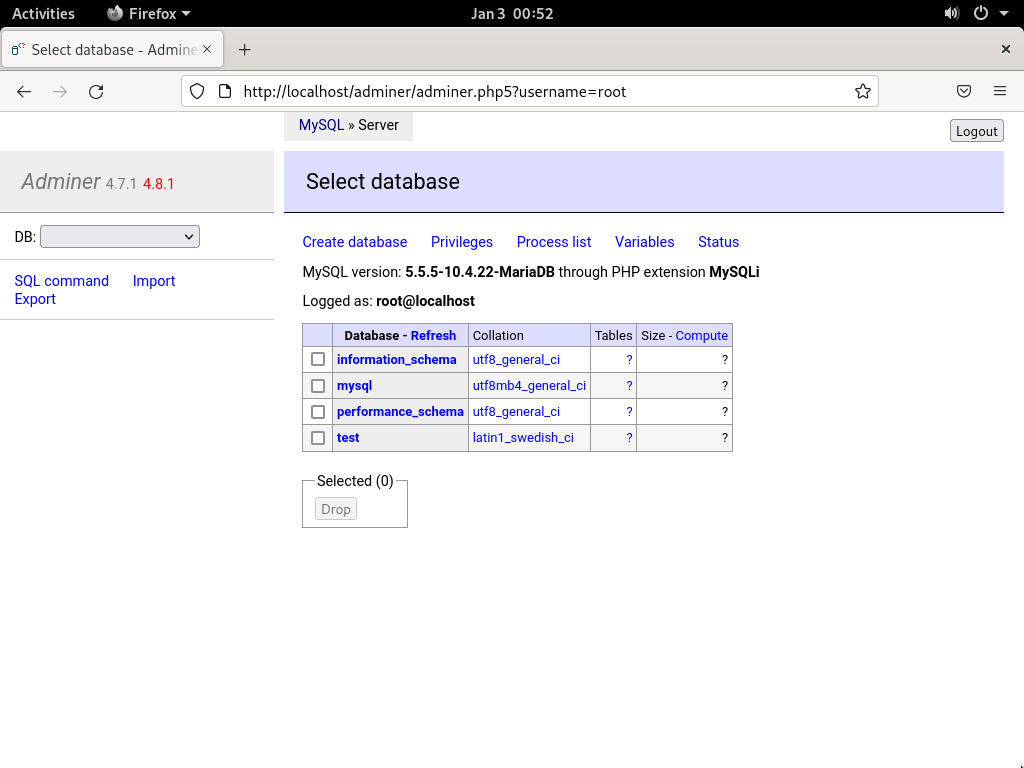 Activities Firefox Jan 3 00:52
Select database - Admine
http://localhost/adminer/adminer.php5?username=root
MySQL » Server
Logout
Adminer 4.7.1 4.8.1
Select database
DB:
SQL command Import
Export
Create database Privileges Process list Variables Status
MySQL version: 5.5.5-10.4.22-MariaDB through PHP extension MySQLi
Logged as: root@localhost
Database - Refresh Collation Tables Size - Compute
information_schema utf8_general_ci ? ?
mysql utf8mb4_general_ci ? ?
performance_schema utf8_general_ci ? ?
test latin1_swedish_ci ? ?
Selected (0)
Drop